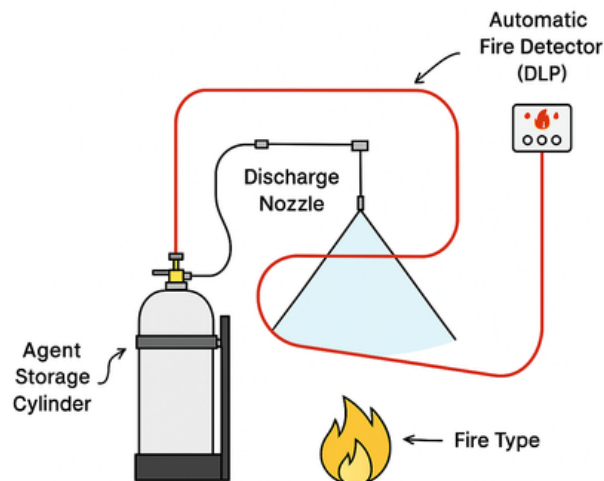 Automatic
Fire Detector
(DLP)
Discharge
Nozzle
Agent
Storage
Cylinder
Fire Type